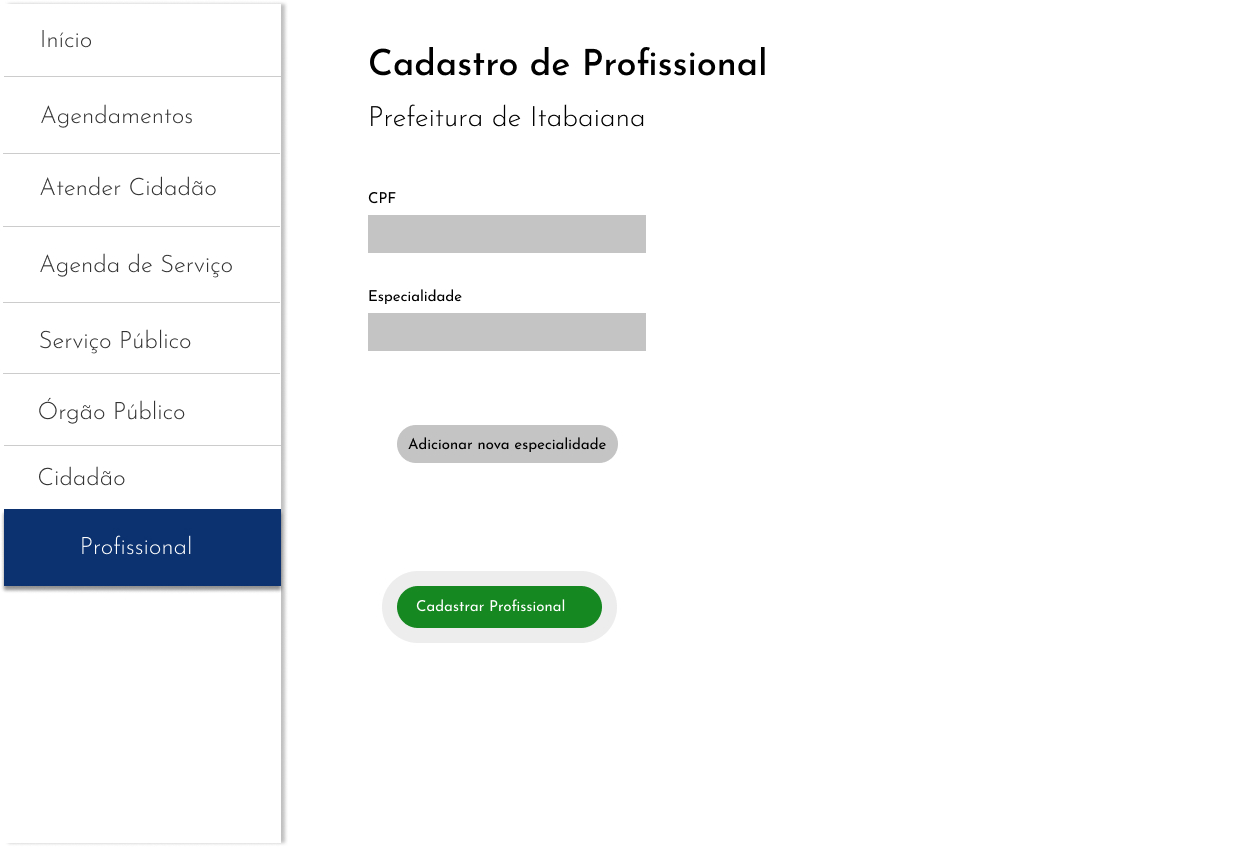 Início
Agendamentos
Atender Cidadão
Agenda de Serviço
Serviço Público
Órgão Público
Cidadão
Profissional
Cadastro de Profissional
Prefeitura de Itabaiana
CPF
Especialidade
Adicionar nova especialidade
Cadastrar Profissional